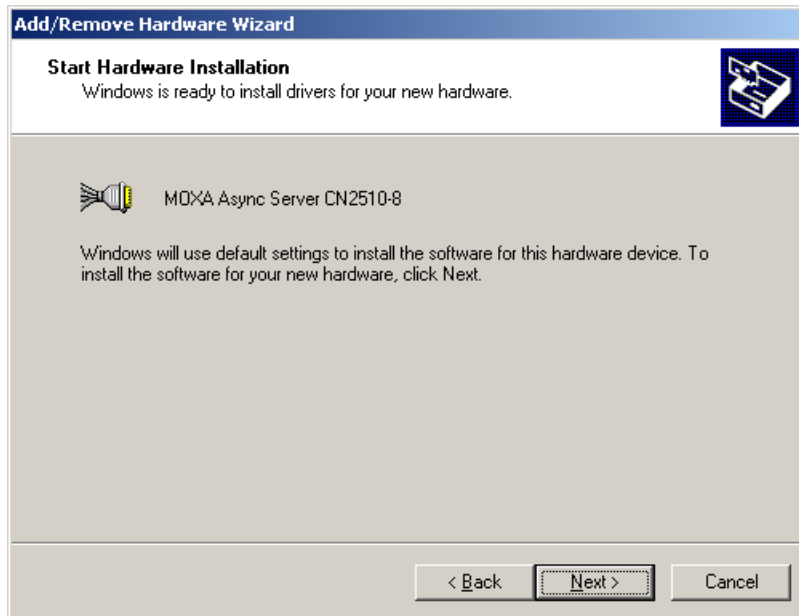 Add/Remove Hardware Wizard
Start Hardware Installation
Windows is ready to install drivers for your new hardware.
MOXA Async Server CN2510-8
Windows will use default settings to install the software for this hardware device. To
install the software for your new hardware, click Next.
< Back
Next >
Cancel